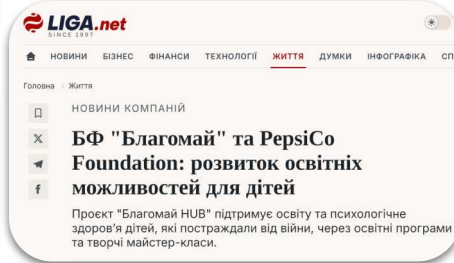 LIGA.net
SINCE 1997
НОВИНИ БІЗНЕС ФІНАНСИ ТЕХНОЛОГІЇ ЖИТТЯ ДУМКИ ІНФОГРАФІКА СП
Головна > Життя
НОВИНИ КОМПАНІЙ
БФ "Благомай" та PepsiCo
Foundation: розвиток освітніх
можливостей для дітей
Проєкт "Благомай HUB" підтримує освіту та психологічне
здоров'я дітей, які постраждали від війни, через освітні програми
та творчі майстер-класи.